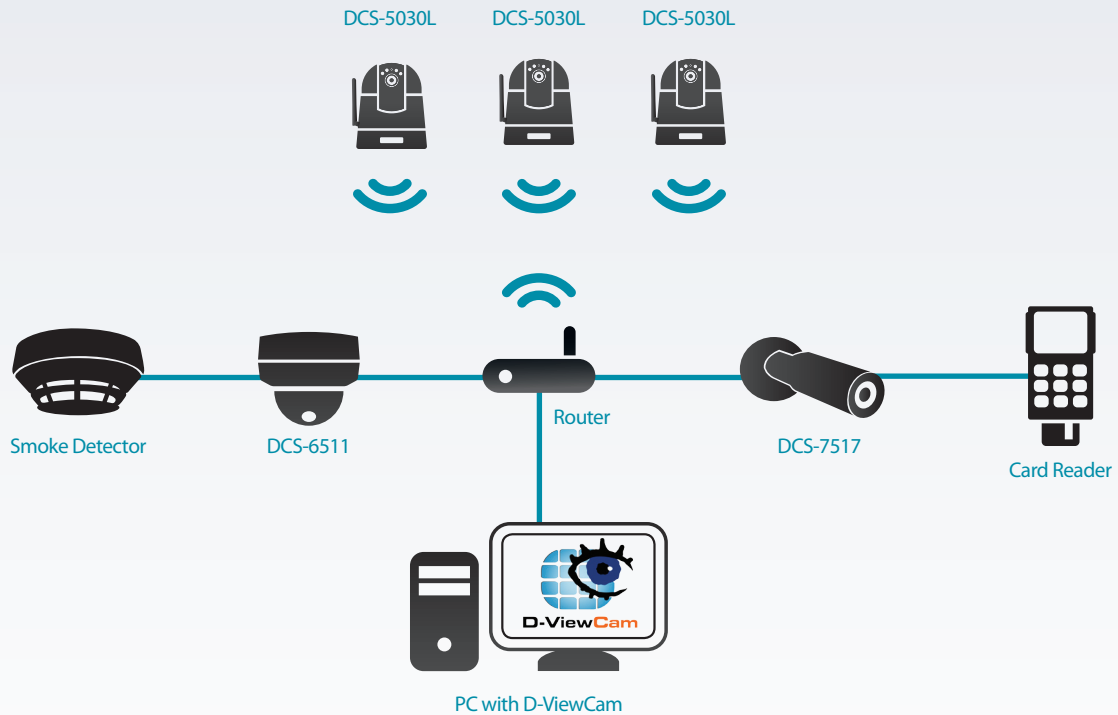 DCS-5030L
DCS-5030L
DCS-5030L
Router
Smoke Detector
DCS-6511
DCS-7517
Card Reader
D-ViewCam
PC with D-ViewCam